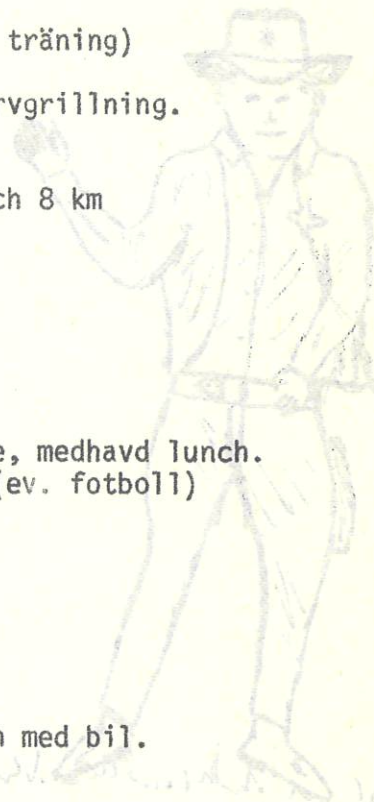 träning)
rvgrillning.
ch 8 km
e, medhavd lunch.
(ev. fotboll)
n med bil.